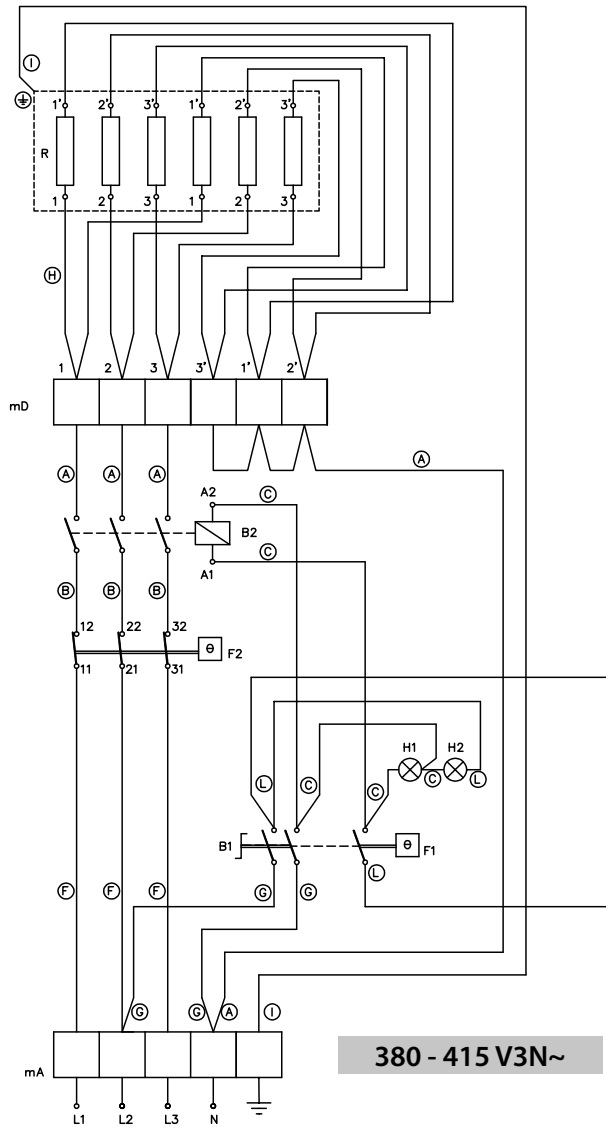 I
1' 2' 3' 1' 2' 3'
R
1 2 3 1 2 3
H
1 2 3 3' 1' 2'
mD
A A A A
A2 C
B2
C
A1
B B B
12 22 32
θ F2
11 21 31
H1 H2
L C C C L
B1 θ F1
L
G G
F F F
G G A I
380 - 415 V3N~
mA
L1 L2 L3 N